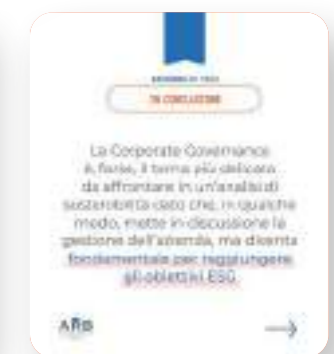 IN CONCLUSIONE
La Corporate Governance
è, forse, il tema più delicato
da affrontare in un'analisi di
sostenibilità dato che, in qualche
modo, mette in discussione la
gestione dell'azienda, ma diventa
fondamentale per raggiungere
gli obiettivi ESG